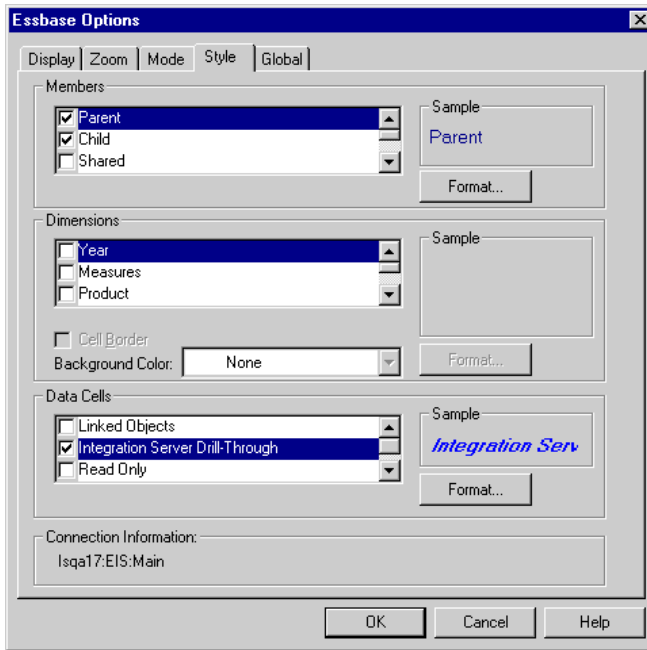 Essbase Options
Display Zoom Mode Style Global
Members
Parent
Child
Shared
Sample
Parent
Format...
Dimensions
Year
Measures
Product
Sample
Cell Border
Background Color: None
Format...
Data Cells
Linked Objects
Integration Server Drill-Through
Read Only
Sample
Integration Serv
Format...
Connection Information:
Isqa17:EIS:Main
OK Cancel Help